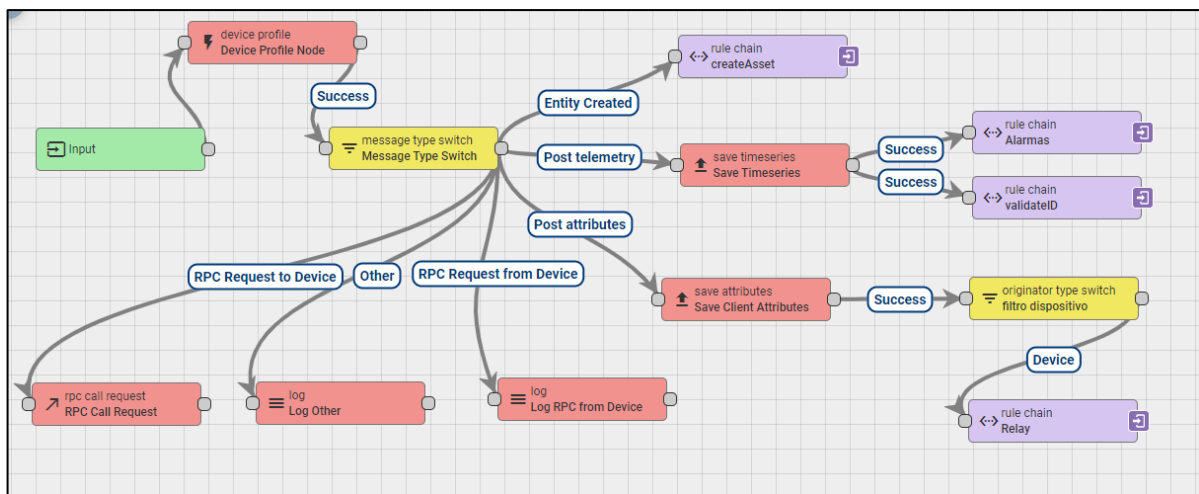 device profile
Device Profile Node
Success
Input
message type switch
Message Type Switch
Entity Created
rule chain
createAsset
Post telemetry
save timeseries
Save Timeseries
Success
Success
rule chain
Alarmas
rule chain
validateID
Post attributes
RPC Request to Device
Other
RPC Request from Device
save attributes
Save Client Attributes
Success
originator type switch
filtro dispositivo
Device
rpc call request
RPC Call Request
log
Log Other
log
Log RPC from Device
rule chain
Relay